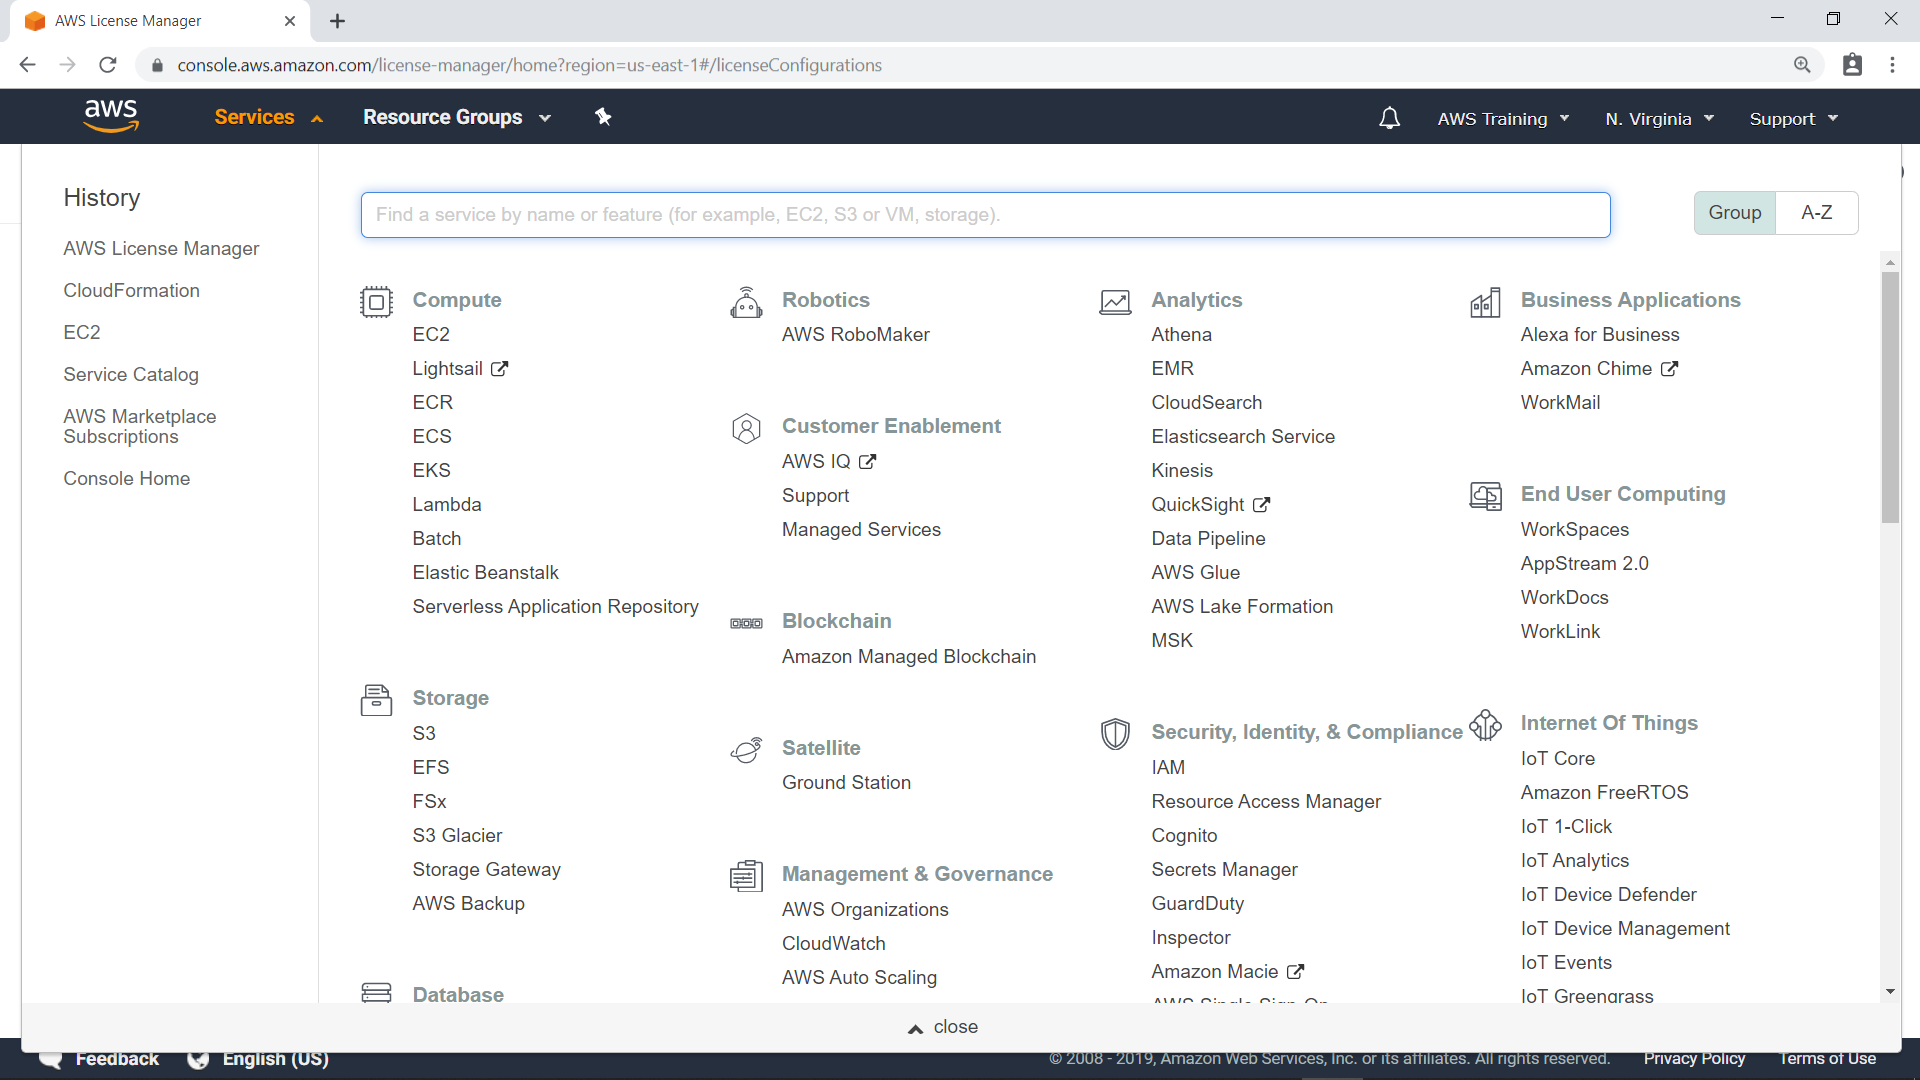 AWS License Manager
console.aws.amazon.com/license-manager/home?region=us-east-1#/licenseConfigurations
aws
Services
Resource Groups
AWS Training
N. Virginia
Support
History
AWS License Manager
CloudFormation
EC2
Service Catalog
AWS Marketplace
Subscriptions
Console Home
Find a service by name or feature (for example, EC2, S3 or VM, storage).
Group
A-Z
Compute
EC2
Lightsail
ECR
ECS
EKS
Lambda
Batch
Elastic Beanstalk
Serverless Application Repository
Storage
S3
EFS
FSx
S3 Glacier
Storage Gateway
AWS Backup
Database
Robotics
AWS RoboMaker
Customer Enablement
AWS IQ
Support
Managed Services
Blockchain
Amazon Managed Blockchain
Satellite
Ground Station
Management & Governance
AWS Organizations
CloudWatch
AWS Auto Scaling
Analytics
Athena
EMR
CloudSearch
Elasticsearch Service
Kinesis
QuickSight
Data Pipeline
AWS Glue
AWS Lake Formation
MSK
Security, Identity, & Compliance
IAM
Resource Access Manager
Cognito
Secrets Manager
GuardDuty
Inspector
Amazon Macie
AWS Single Sign-On
Business Applications
Alexa for Business
Amazon Chime
WorkMail
End User Computing
WorkSpaces
AppStream 2.0
WorkDocs
WorkLink
Internet Of Things
IoT Core
Amazon FreeRTOS
IoT 1-Click
IoT Analytics
IoT Device Defender
IoT Device Management
IoT Events
IoT Greengrass
close
Feedback
English (US)
© 2008 - 2019, Amazon Web Services, Inc. or its affiliates. All rights reserved.
Privacy Policy
Terms of Use